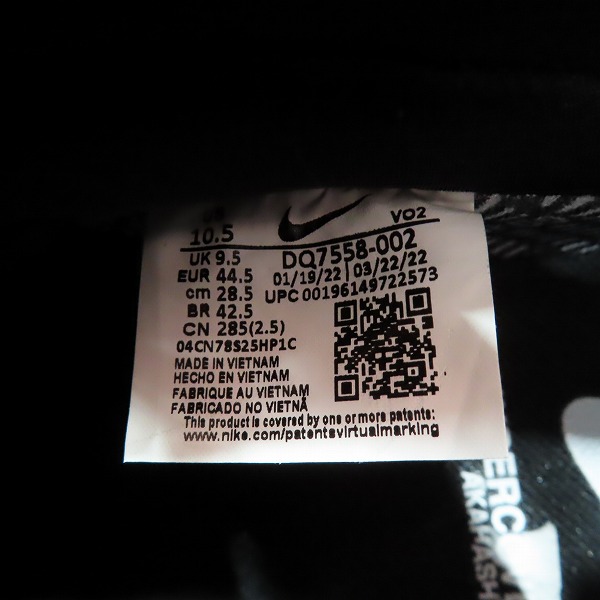 10.5
VO2
UK 9.5
DQ7558-002
EUR 44.5
01/19/22 | 03/22/22
cm 28.5
UPC 00196149722573
BR 42.5
CN 285(2.5)
04CN78S25HP1C
MADE IN VIETNAM
HECHO EN VIETNAM
FABRIQUE AU VIETNAM
FABRICADO NO VIETNÃ
This product is covered by one or more patents:
www.nike.com/patentsvirtualmarking